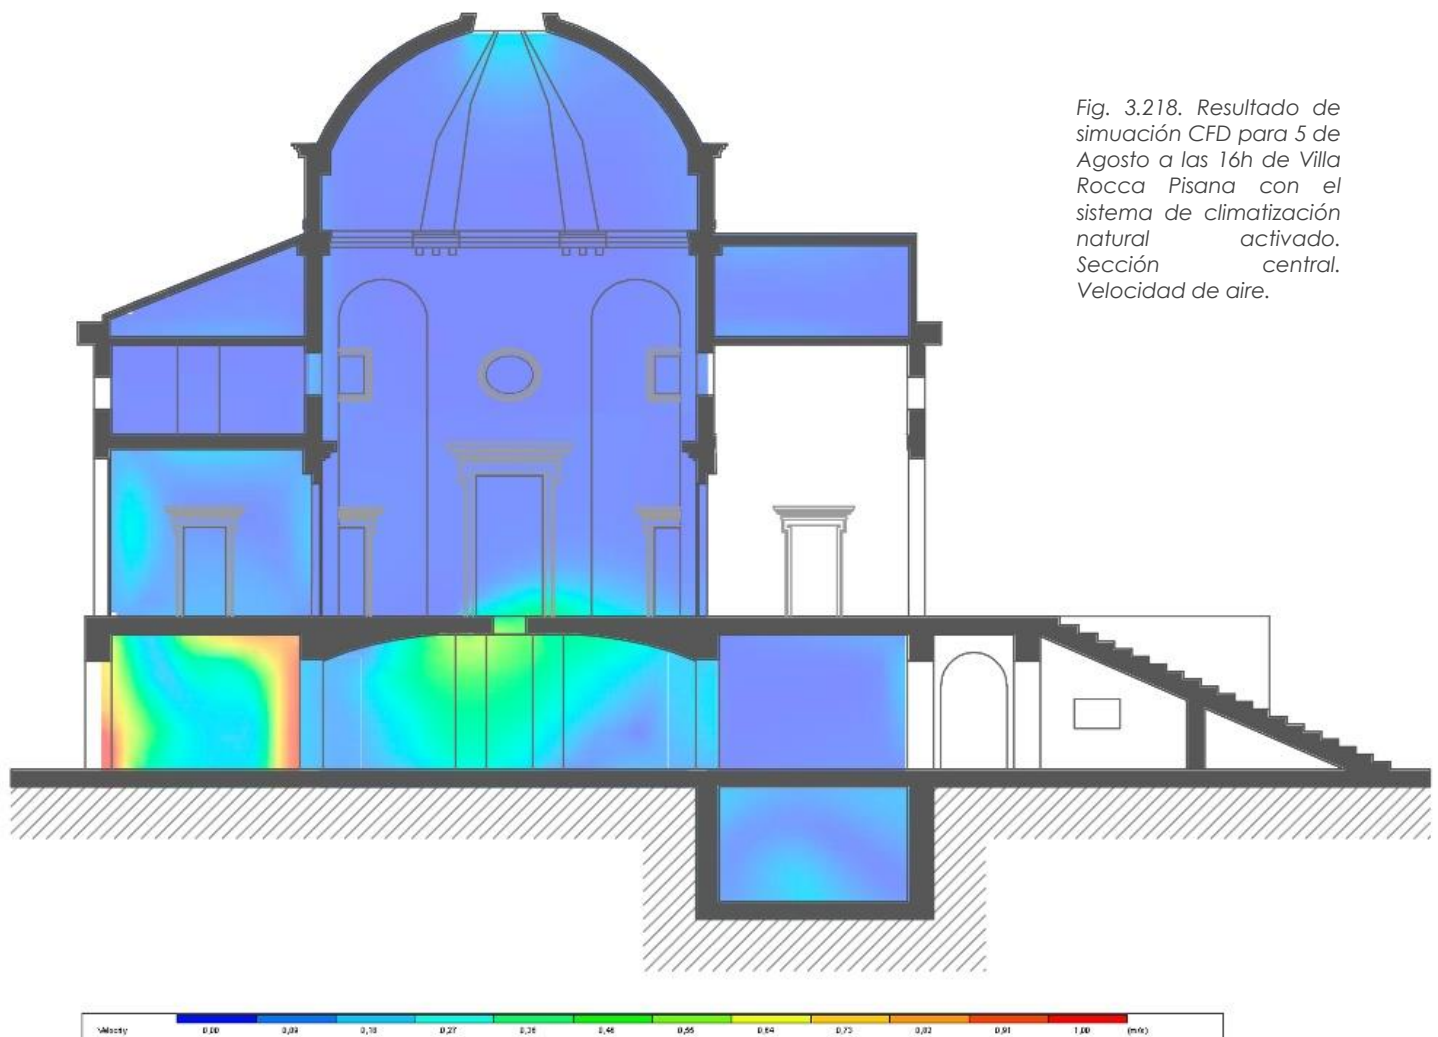 Fig. 3.218. Resultado de
simuación CFD para 5 de
Agosto a las 16h de Villa
Rocca Pisana con el
sistema de climatización
natural activado.
Sección central.
Velocidad de aire.
Velocity 0,00 0,09 0,18 0,27 0,36 0,46 0,55 0,64 0,73 0,82 0,91 1,00 (m/s)